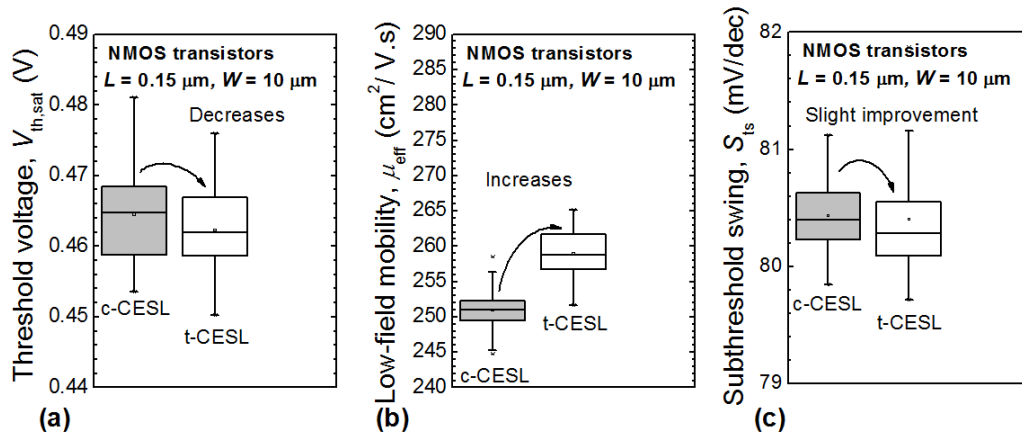 Threshold voltage, Vth,sat (V)
0.49
0.48
0.47
0.46
0.45
0.44
NMOS transistors
L = 0.15 μm, W = 10 μm
Decreases
c-CESL
t-CESL
(a)
Low-field mobility, μeff (cm²/ V.s)
290
285
280
275
270
265
260
255
250
245
240
NMOS transistors
L = 0.15 μm, W = 10 μm
Increases
t-CESL
c-CESL
(b)
Subthreshold swing, Sts (mV/dec)
82
81
80
79
NMOS transistors
L = 0.15 μm, W = 10 μm
Slight improvement
c-CESL
t-CESL
(c)